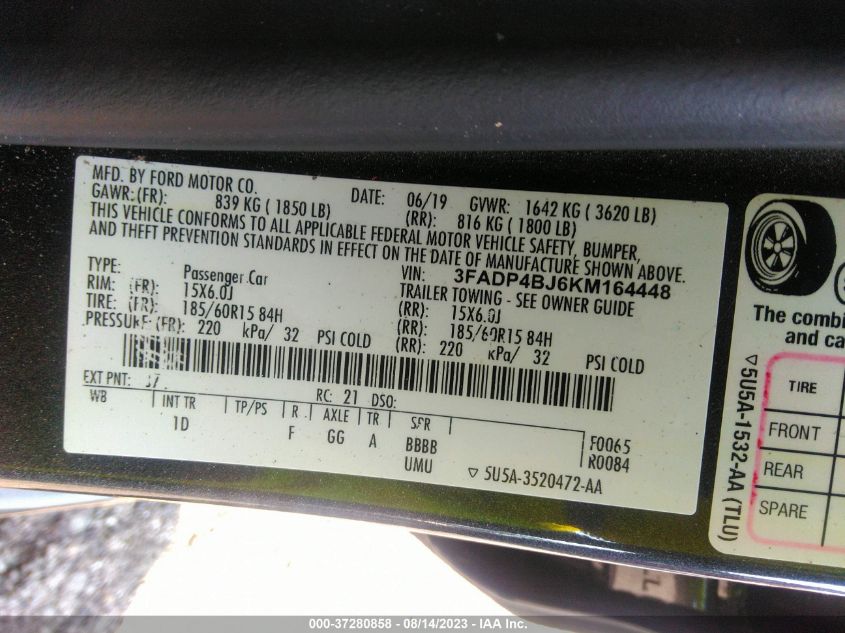 MFD. BY FORD MOTOR CO.
DATE: 06/19 GVWR: 1642 KG ( 3620 LB)
GAWR:(FR): 839 KG ( 1850 LB) (RR): 816 KG ( 1800 LB)
THIS VEHICLE CONFORMS TO ALL APPLICABLE FEDERAL MOTOR VEHICLE SAFETY, BUMPER,
AND THEFT PREVENTION STANDARDS IN EFFECT ON THE DATE OF MANUFACTURE SHOWN ABOVE.
TYPE: Passenger Car VIN: 3FADP4BJ6KM164448
TRAILER TOWING - SEE OWNER GUIDE
RIM: (FR): 15X6.0J (RR): 15X6.0J
TIRE: (FR): 185/60R15 84H (RR): 185/60R15 84H
PRESSURE: (FR): 220 kPa/ 32 PSI COLD (RR): 220 kPa/ 32 PSI COLD
EXT PNT: RC: 21 DSO:
WB INT TR TP/PS R AXLE TR SPR
1D F GG A BBBB F0065
UMU R0084
▽ 5U5A-3520472-AA
The combi
and ca
TIRE
FRONT
REAR
SPARE
▽5U5A-1532-AA (TLU)
000-37280858 - 08/14/2023 - IAA Inc.